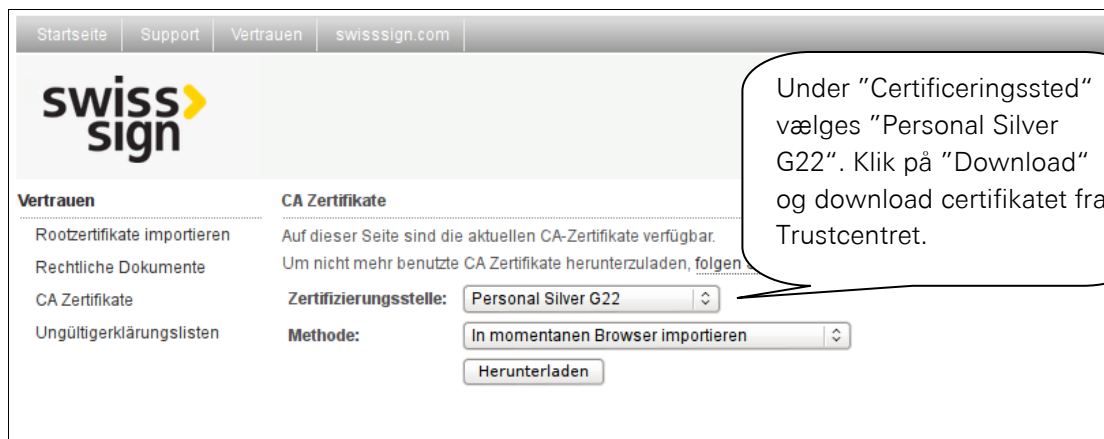 Startseite Support Vertrauen swisssign.com
swiss
sign
Under ”Certificeringssted“
vælges ”Personal Silver
G22“. Klik på ”Download“
og download certifikatet fra
Trustcentret.
Vertrauen
Rootzertifikate importieren
Rechtliche Dokumente
CA Zertifikate
Ungültigerklärungslisten
CA Zertifikate
Auf dieser Seite sind die aktuellen CA-Zertifikate verfügbar.
Um nicht mehr benutzte CA Zertifikate herunterzuladen, folgen
Zertifizierungsstelle: Personal Silver G22
Methode: In momentanen Browser importieren
Herunterladen